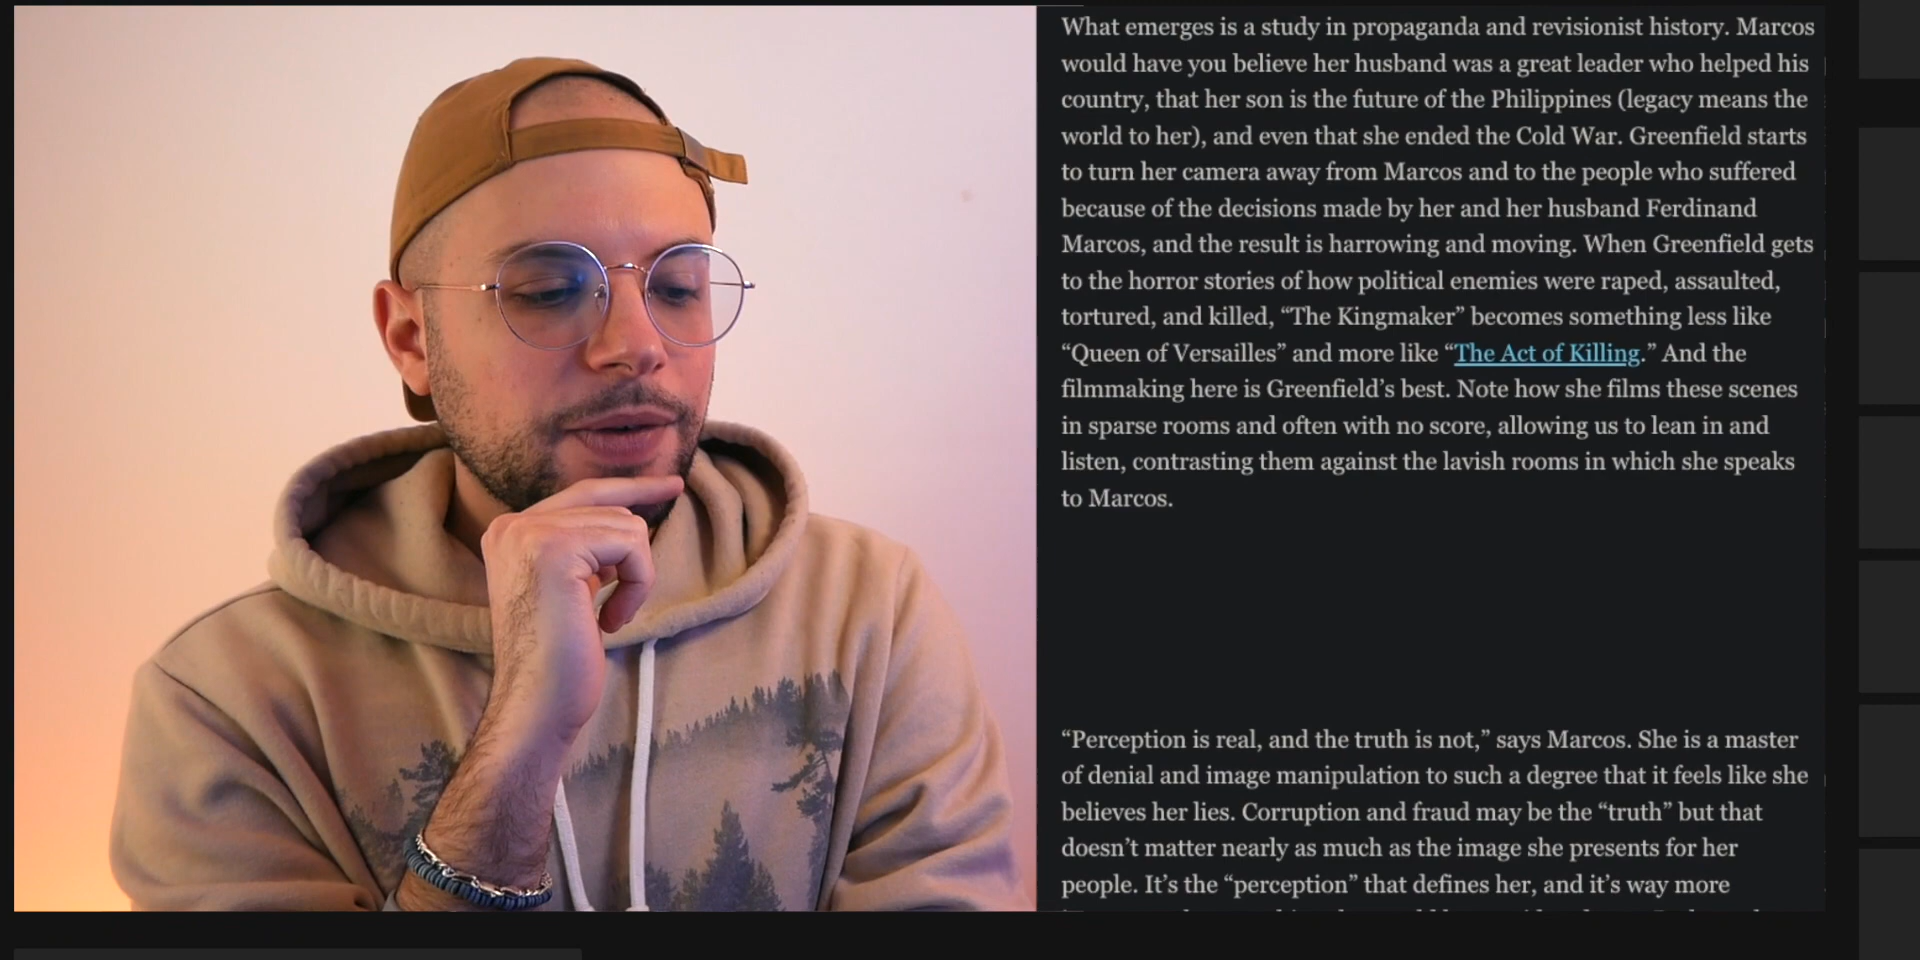 What emerges is a study in propaganda and revisionist history. Marcos
would have you believe her husband was a great leader who helped his
country, that her son is the future of the Philippines (legacy means the
world to her), and even that she ended the Cold War. Greenfield starts
to turn her camera away from Marcos and to the people who suffered
because of the decisions made by her and her husband Ferdinand
Marcos, and the result is harrowing and moving. When Greenfield gets
to the horror stories of how political enemies were raped, assaulted,
tortured, and killed, “The Kingmaker” becomes something less like
“Queen of Versailles” and more like “The Act of Killing.” And the
filmmaking here is Greenfield’s best. Note how she films these scenes
in sparse rooms and often with no score, allowing us to lean in and
listen, contrasting them against the lavish rooms in which she speaks
to Marcos.
“Perception is real, and the truth is not,” says Marcos. She is a master
of denial and image manipulation to such a degree that it feels like she
believes her lies. Corruption and fraud may be the “truth” but that
doesn’t matter nearly as much as the image she presents for her
people. It’s the “perception” that defines her, and it’s way more